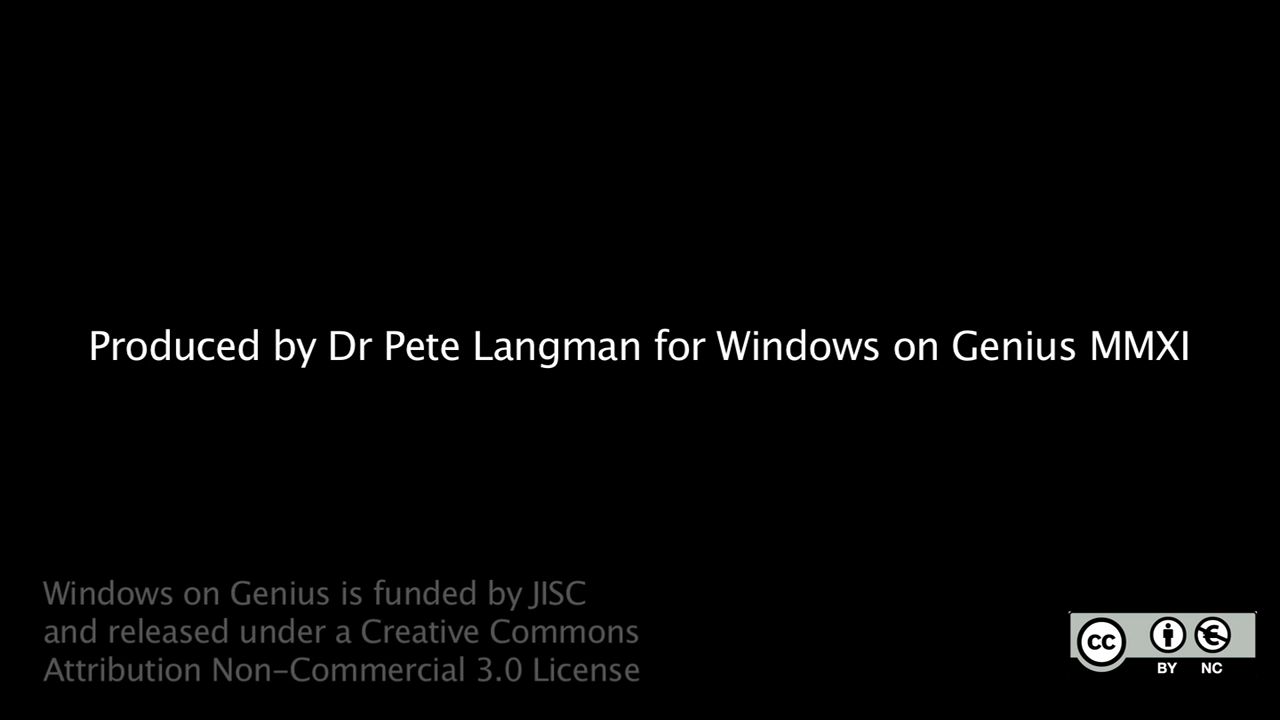 Produced by Dr Pete Langman for Windows on Genius MMXI
Windows on Genius is funded by JISC
and released under a Creative Commons
Attribution Non-Commercial 3.0 License
cc
BY NC